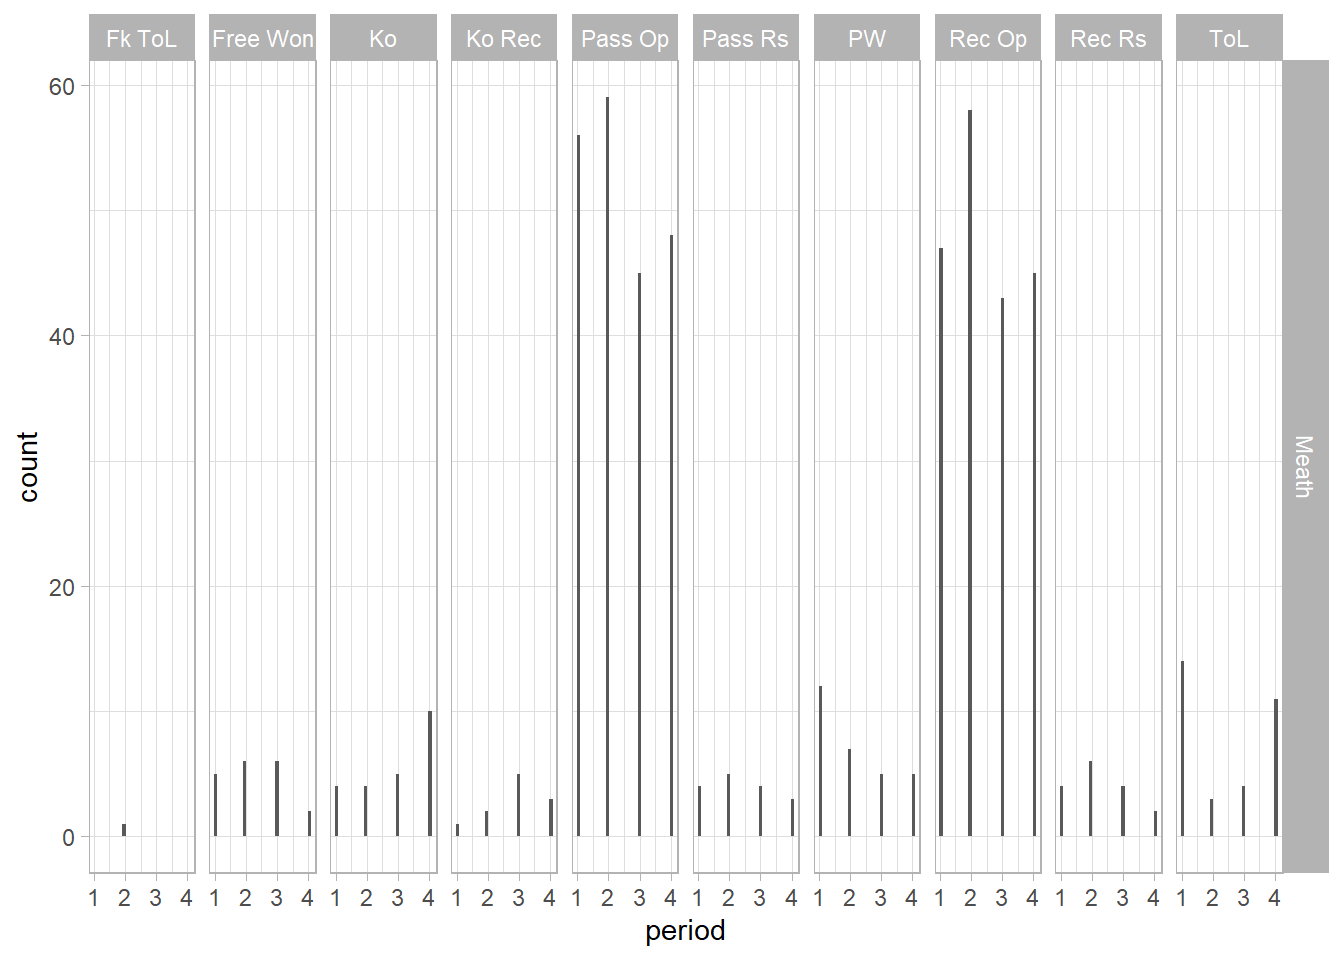 Fk ToL Free Won Ko Ko Rec Pass Op Pass Rs PW Rec Op Rec Rs ToL
60
40
20
0
count
Meath
1 2 3 4 1 2 3 4 1 2 3 4 1 2 3 4 1 2 3 4 1 2 3 4 1 2 3 4 1 2 3 4 1 2 3 4 1 2 3 4
period